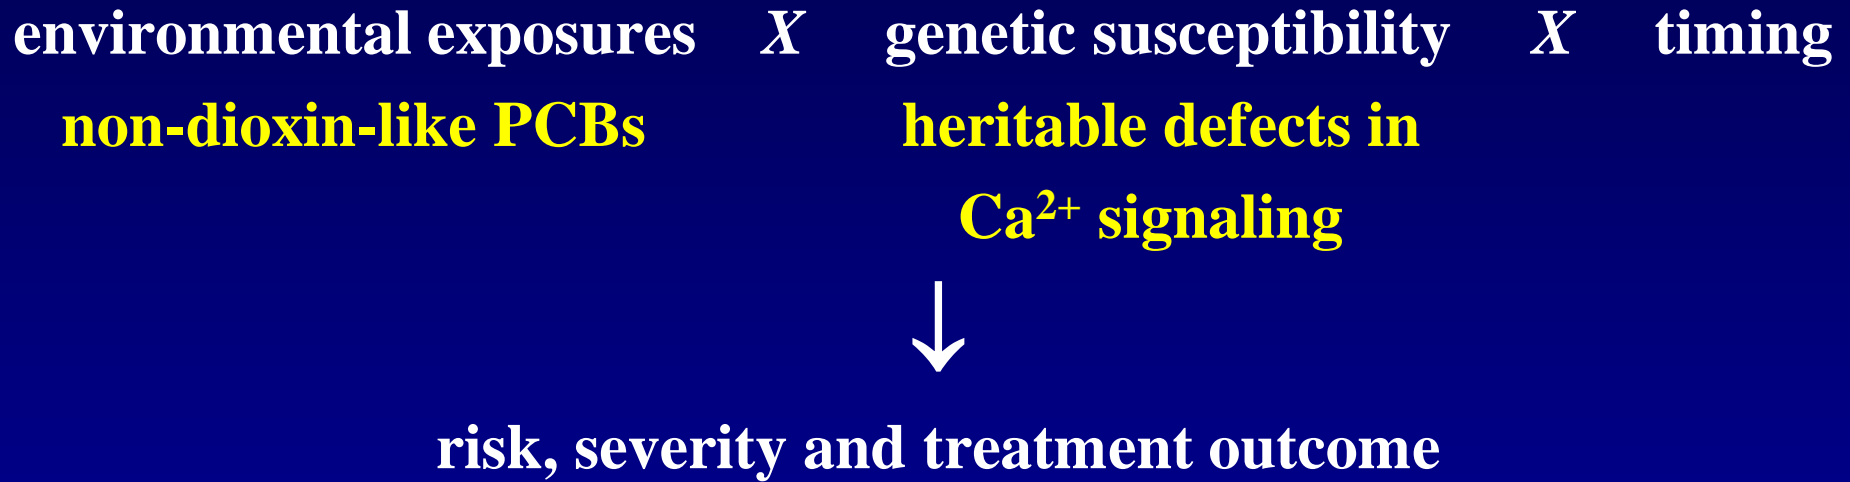 environmental exposures X genetic susceptibility X timing
non-dioxin-like PCBs heritable defects in
Ca²⁺ signaling
↓
risk, severity and treatment outcome